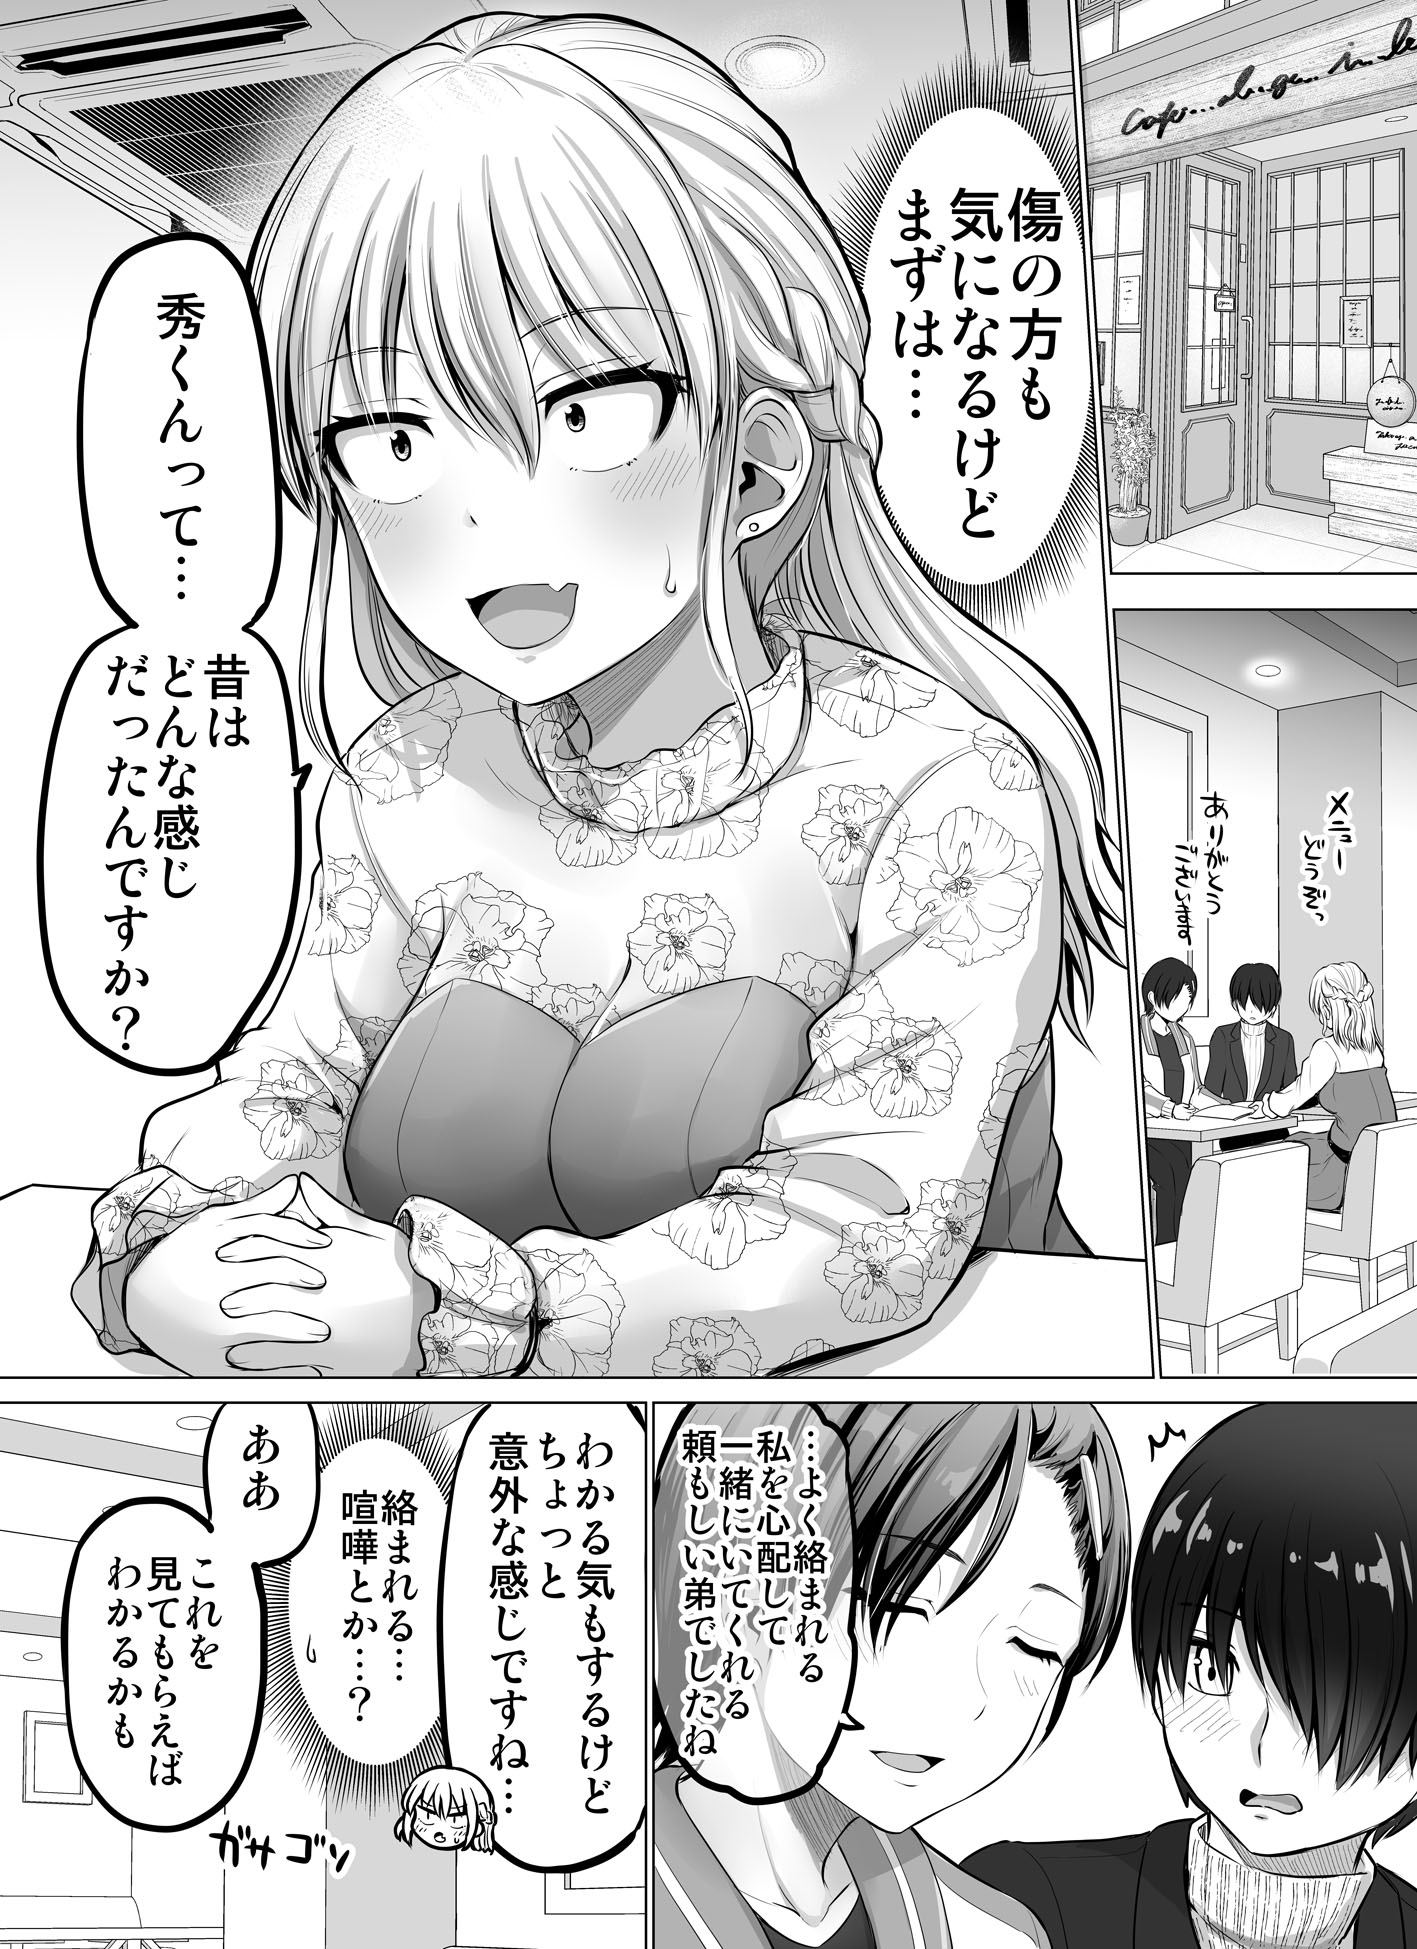 メニュー
どうぞっ
ありがとう
ございます
傷の方も
気になるけど
まずは…
秀くんって…
昔は
どんな感じ
だったんですか？
…よく絡まれる
私を心配して
一緒にいてくれる
頼もしい弟でしたね
わかる気もするけど
ちょっと
意外な感じですね…
絡まれる…
喧嘩とか…？
ああ
これを
見てもらえば
わかるかも
ガサゴソ